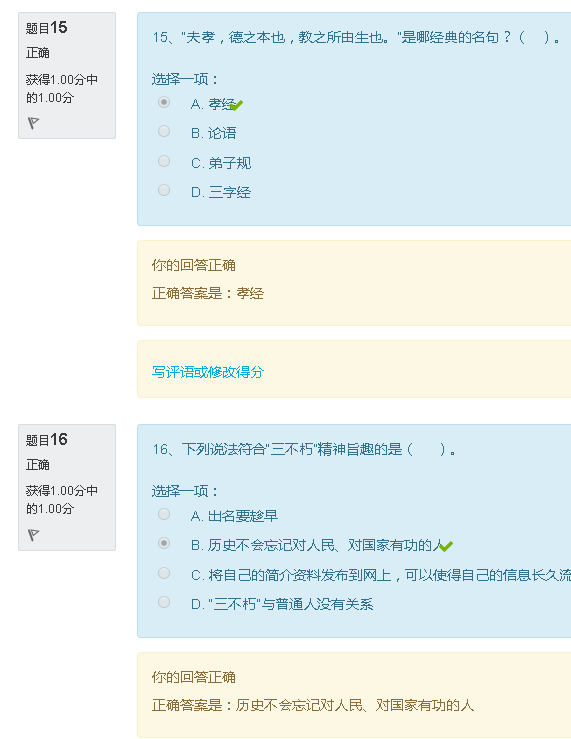 题目15
正确
获得1.00分中
的1.00分
15、"夫孝，德之本也，教之所由生也。"是哪经典的名句？（ ）。
选择一项：
A. 孝经
B. 论语
C. 弟子规
D. 三字经
你的回答正确
正确答案是：孝经
写评语或修改得分
题目16
正确
获得1.00分中
的1.00分
16、下列说法符合"三不朽"精神旨趣的是（ ）。
选择一项：
A. 出名要趁早
B. 历史不会忘记对人民、对国家有功的人
C. 将自己的简介资料发布到网上，可以使得自己的信息长久流
D. "三不朽"与普通人没有关系
你的回答正确
正确答案是：历史不会忘记对人民、对国家有功的人